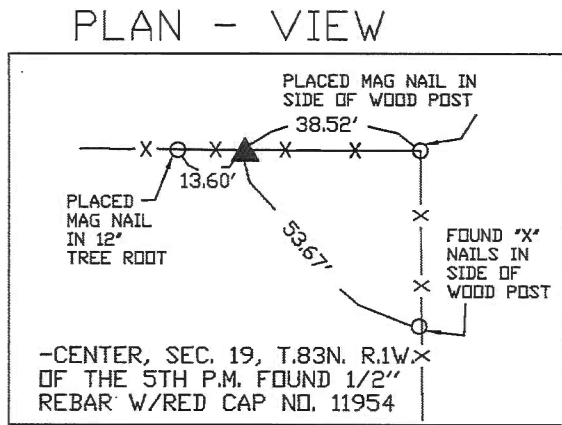 PLAN - VIEW
PLACED MAG NAIL IN
SIDE OF WOOD POST
38.52'
13.60'
PLACED
MAG NAIL
IN 12"
TREE ROOT
53.67'
FOUND "X"
NAILS IN
SIDE OF
WOOD POST
-CENTER, SEC. 19, T.83N. R.1W.
OF THE 5TH P.M. FOUND 1/2''
REBAR W/RED CAP NO. 11954